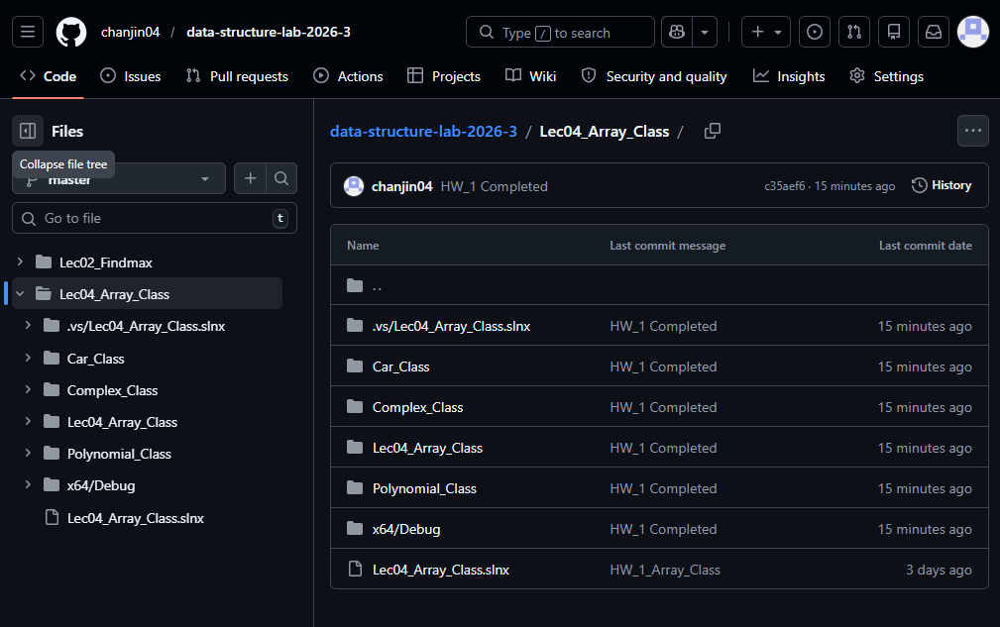 chanjin04 / data-structure-lab-2026-3
Type / to search
Code Issues Pull requests Actions Projects Wiki Security and quality Insights Settings
Files
Collapse file tree
master
Go to file t
Lec02_Findmax
Lec04_Array_Class
.vs/Lec04_Array_Class.slnx
Car_Class
Complex_Class
Lec04_Array_Class
Polynomial_Class
x64/Debug
Lec04_Array_Class.slnx
data-structure-lab-2026-3 / Lec04_Array_Class /
chanjin04 HW_1 Completed c35aef6 · 15 minutes ago History
Name Last commit message Last commit date
..
.vs/Lec04_Array_Class.slnx HW_1 Completed 15 minutes ago
Car_Class HW_1 Completed 15 minutes ago
Complex_Class HW_1 Completed 15 minutes ago
Lec04_Array_Class HW_1 Completed 15 minutes ago
Polynomial_Class HW_1 Completed 15 minutes ago
x64/Debug HW_1 Completed 15 minutes ago
Lec04_Array_Class.slnx HW_1_Array_Class 3 days ago